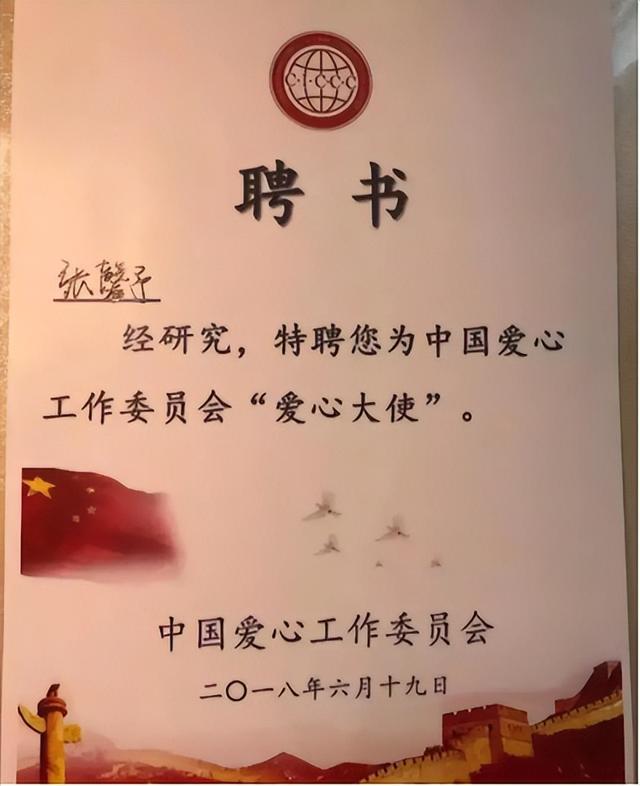 C·I·C·C·C
聘 书
张馨予
经研究，特聘您为中国爱心
工作委员会“爱心大使”。
中国爱心工作委员会
二〇一八年六月十九日